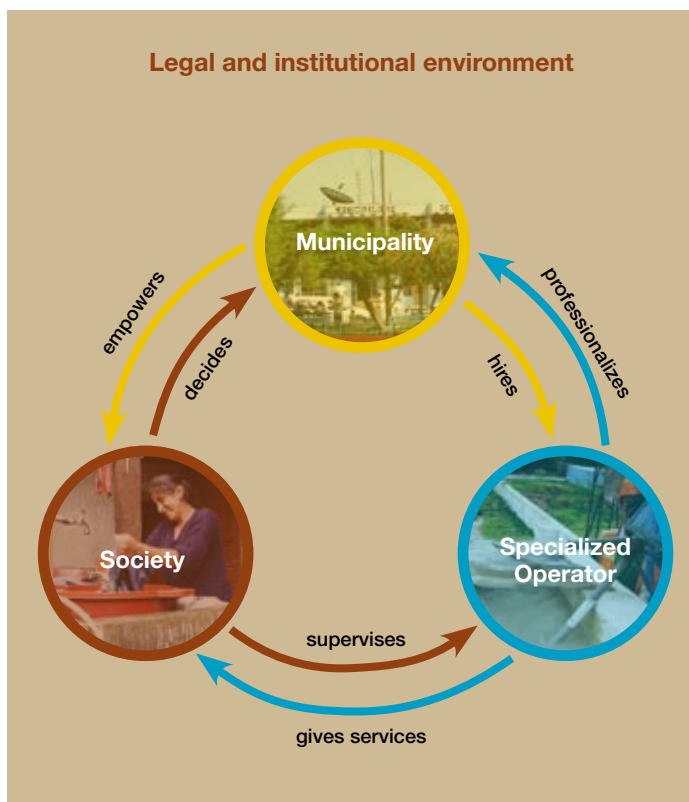 Legal and institutional environment
Municipality
empowers
decides
professionalizes
hires
Society
Specialized
Operator
supervises
gives services